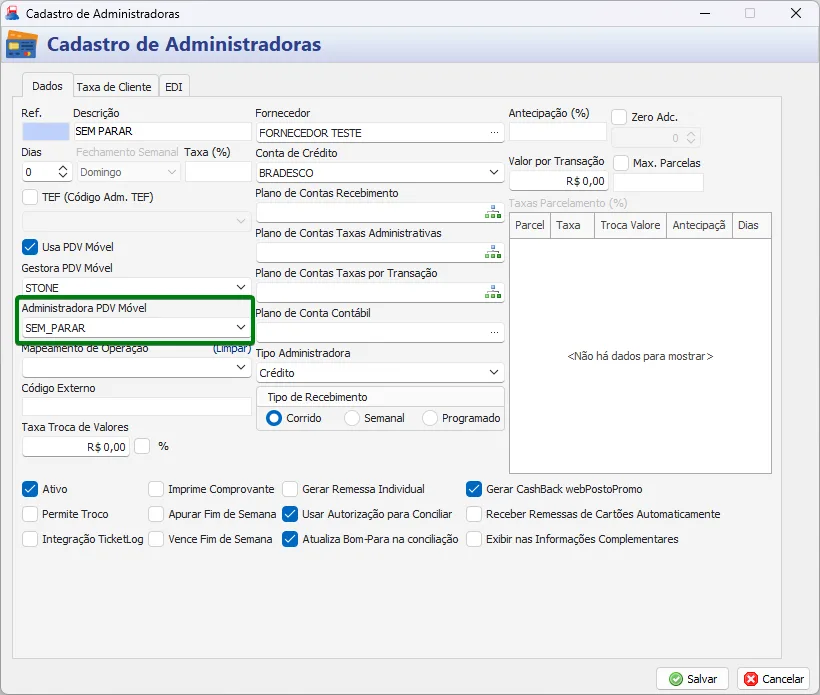 Cadastro de Administradoras
Cadastro de Administradoras
Dados
Taxa de Cliente
EDI
Ref.
Descrição
SEM PARAR
Dias
Fechamento Semanal
Taxa (%)
0
Domingo
TEF (Código Adm. TEF)
Usa PDV Móvel
Gestora PDV Móvel
STONE
Administradora PDV Móvel
SEM_PARAR
Mapeamento de Operação
(Limpar)
Código Externo
Taxa Troca de Valores
R$ 0,00
%
Fornecedor
FORNECEDOR TESTE
...
Conta de Crédito
BRADESCO
Plano de Contas Recebimento
Plano de Contas Taxas Administrativas
Plano de Contas Taxas por Transação
Plano de Conta Contábil
...
Tipo Administradora
Crédito
Tipo de Recebimento
Corrido
Semanal
Programado
Antecipação (%)
Zero Adc.
0
Valor por Transação
Max. Parcelas
R$ 0,00
Taxas Parcelamento (%)
Parcel
Taxa
Troca Valore
Antecipaçã
Dias
<Não há dados para mostrar>
Ativo
Imprime Comprovante
Gerar Remessa Individual
Gerar CashBack webPostoPromo
Permite Troco
Apurar Fim de Semana
Usar Autorização para Conciliar
Receber Remessas de Cartões Automaticamente
Integração TicketLog
Vence Fim de Semana
Atualiza Bom-Para na conciliação
Exibir nas Informações Complementares
Salvar
Cancelar